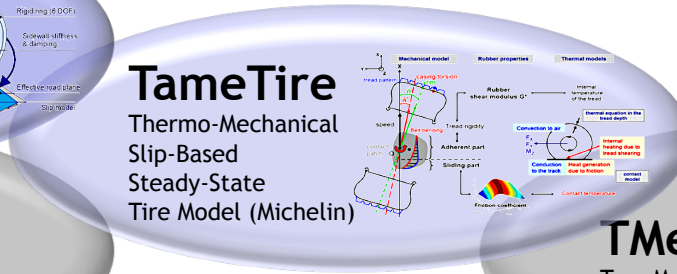 Rigid ring (6 DOF)
Sidewall stiffness
& damping
Effective road plane
Slip model
TameTire
Thermo-Mechanical
Slip-Based
Steady-State
Tire Model (Michelin)
Mechanical model
Rubber properties
Thermal models
tread pattern
casing torsion
Rubber
shear modulus G*
Internal
temperature
of the tread
speed
Belt bending
Tread rigidity
contact
Adherent part
Sliding part
Friction coefficient
thermal equation in the
tread depth
Convection to air
Internal
heating due to
tread shearing
Conduction
to the track
Heat generation
due to friction
contact
model
Contact temperature
TMe